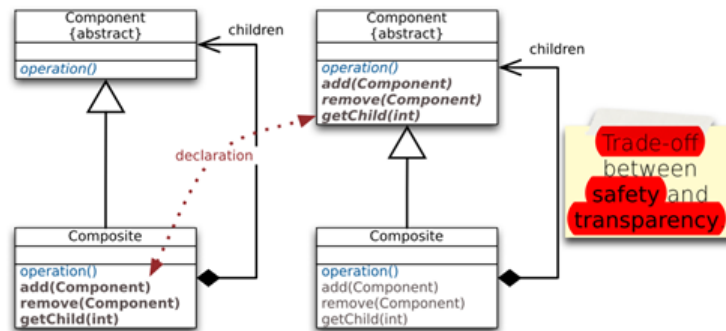 Component
{abstract}
operation()
children
Composite
operation()
add(Component)
remove(Component)
getChild(int)
declaration
Component
{abstract}
operation()
add(Component)
remove(Component)
getChild(int)
children
Composite
operation()
add(Component)
remove(Component)
getChild(int)
Trade-off
between
safety and
transparency